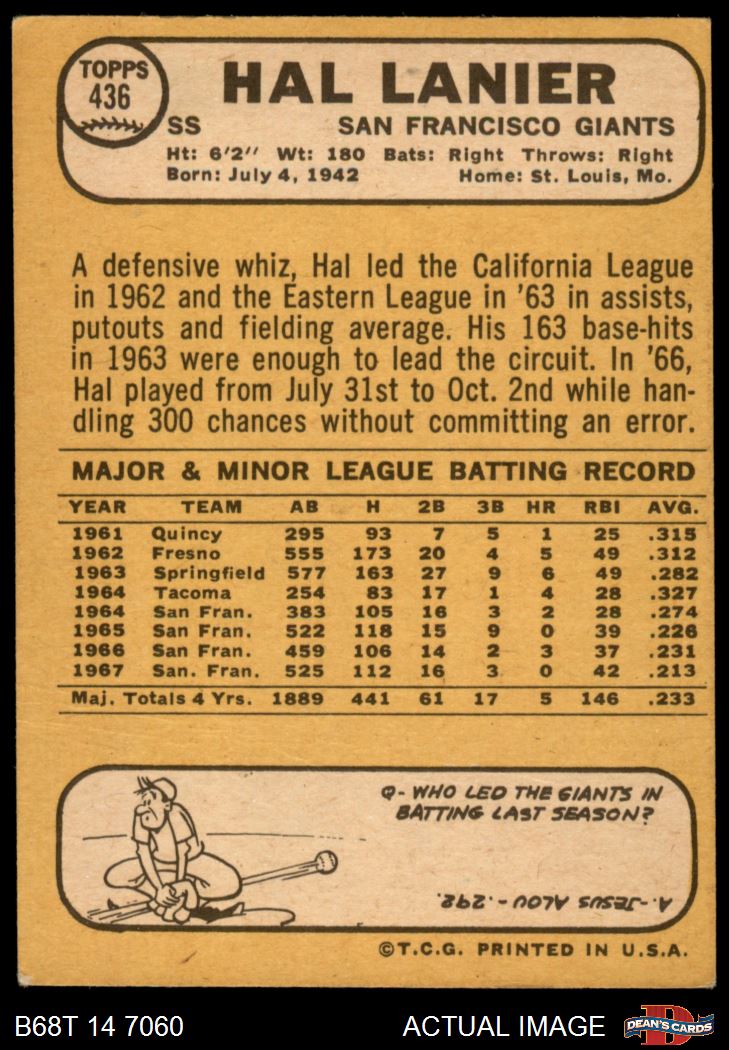 TOPPS
436
HAL LANIER
SS SAN FRANCISCO GIANTS
Ht: 6'2" Wt: 180 Bats: Right Throws: Right
Born: July 4, 1942 Home: St. Louis, Mo.
A defensive whiz, Hal led the California League
in 1962 and the Eastern League in '63 in assists,
putouts and fielding average. His 163 base-hits
in 1963 were enough to lead the circuit. In '66,
Hal played from July 31st to Oct. 2nd while han-
dling 300 chances without committing an error.
MAJOR & MINOR LEAGUE BATTING RECORD
YEAR TEAM AB H 2B 3B HR RBI AVG.
1961 Quincy 295 93 7 5 1 25 .315
1962 Fresno 555 173 20 4 5 49 .312
1963 Springfield 577 163 27 9 6 49 .282
1964 Tacoma 254 83 17 1 4 28 .327
1964 San Fran. 383 105 16 3 2 28 .274
1965 San Fran. 522 118 15 9 0 39 .226
1966 San Fran. 459 106 14 2 3 37 .231
1967 San. Fran. 525 112 16 3 0 42 .213
Maj. Totals 4 Yrs. 1889 441 61 17 5 146 .233
Q- WHO LED THE GIANTS IN
BATTING LAST SEASON?
A.-JESUS ALOU -.292.
©T.C.G. PRINTED IN U.S.A.
B68T 14 7060 ACTUAL IMAGE
D
DEAN'S CARDS